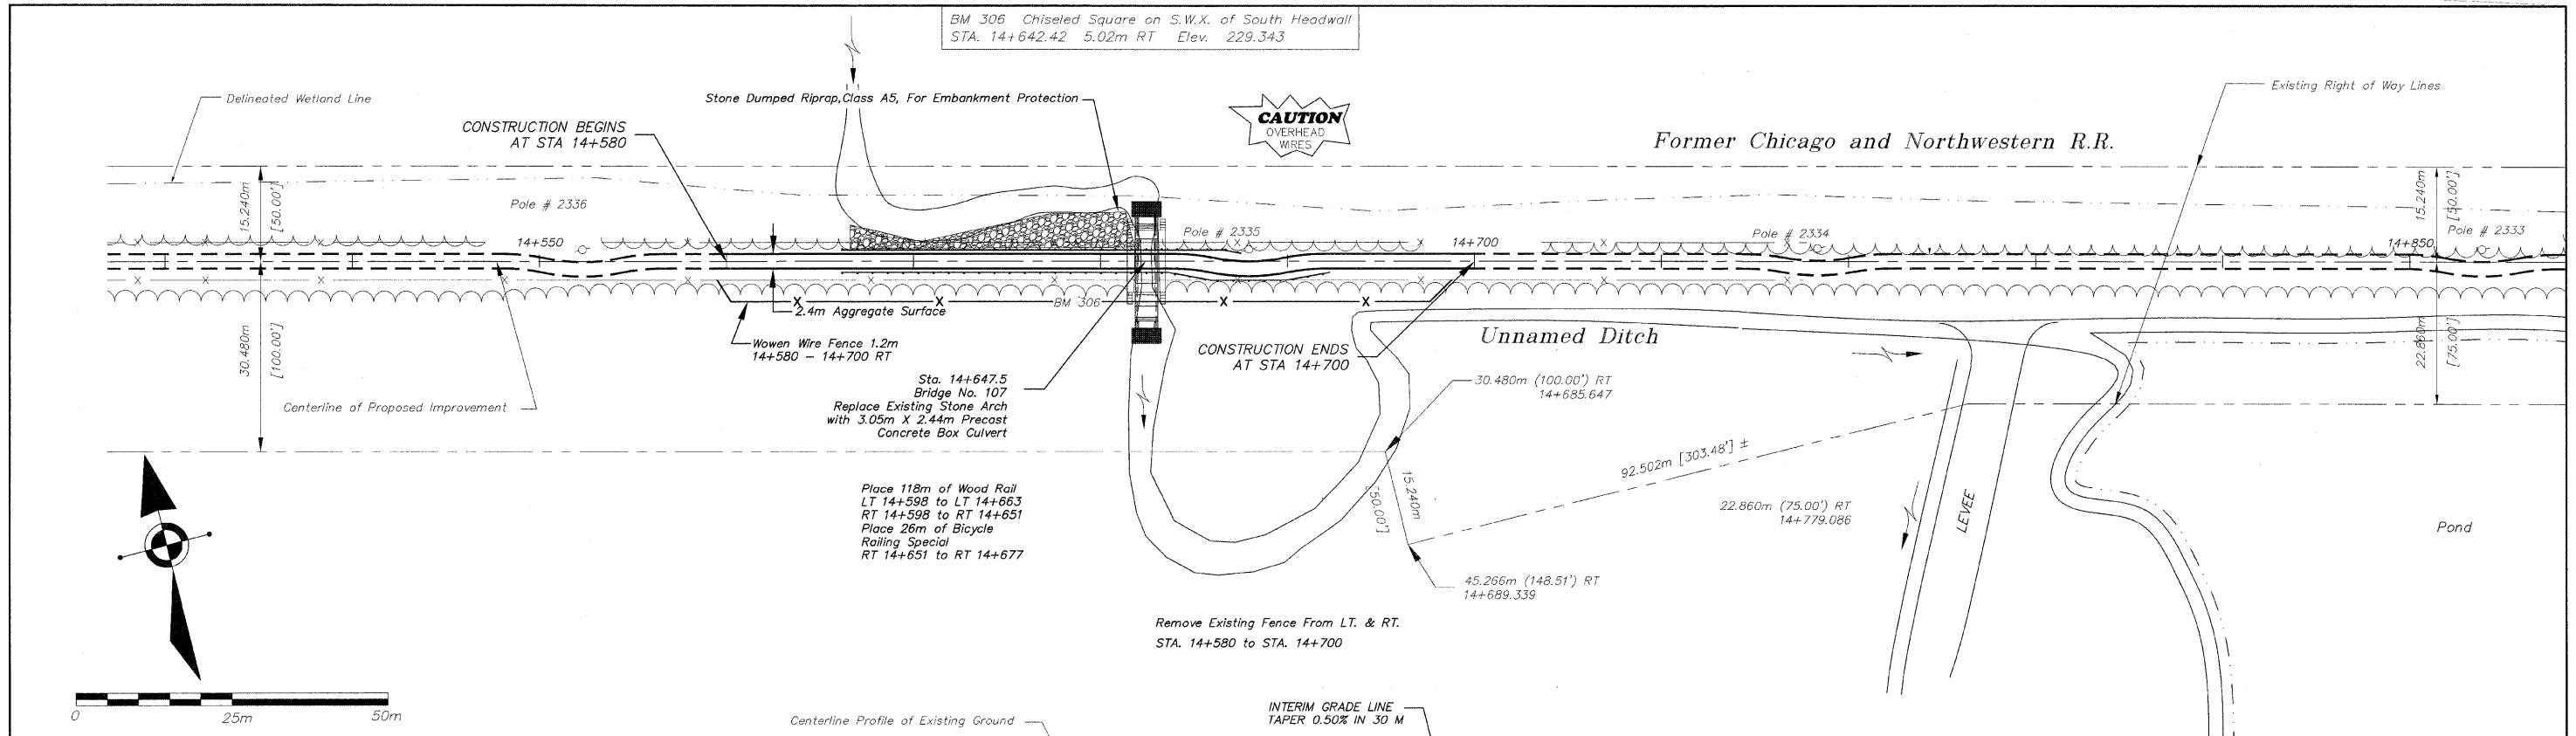 BM 306 Chiseled Square on S.W.X. of South Headwall
STA. 14+642.42 5.02m RT Elev. 229.343
Delineated Wetland Line
Stone Dumped Riprap,Class A5, For Embankment Protection
CONSTRUCTION BEGINS
AT STA 14+580
CAUTION
OVERHEAD
WIRES
Existing Right of Way Lines
Former Chicago and Northwestern R.R.
15.240m
[50.00']
Pole # 2336
14+550
Pole # 2335
14+700
Pole # 2334
15.240m
[50.00']
Pole # 2333
14+850
BM 306
2.4m Aggregate Surface
Wowen Wire Fence 1.2m
14+580 - 14+700 RT
30.480m
[100.00']
Centerline of Proposed Improvement
Sta. 14+647.5
Bridge No. 107
Replace Existing Stone Arch
with 3.05m X 2.44m Precast
Concrete Box Culvert
CONSTRUCTION ENDS
AT STA 14+700
Unnamed Ditch
22.860m
[75.00']
30.480m (100.00') RT
14+685.647
92.502m [303.48'] ±
15.240m
[50.00']
22.860m (75.00') RT
14+779.086
LEVEE
Pond
Place 118m of Wood Rail
LT 14+598 to LT 14+663
RT 14+598 to RT 14+651
Place 26m of Bicycle
Railing Special
RT 14+651 to RT 14+677
45.266m (148.51') RT
14+689.339
Remove Existing Fence From LT. & RT.
STA. 14+580 to STA. 14+700
0 25m 50m
Centerline Profile of Existing Ground
INTERIM GRADE LINE
TAPER 0.50% IN 30 M